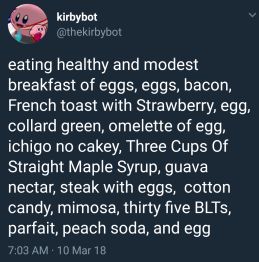 kirbybot
@thekirbybot
eating healthy and modest
breakfast of eggs, eggs, bacon,
French toast with Strawberry, egg,
collard green, omelette of egg,
ichigo no cakey, Three Cups Of
Straight Maple Syrup, guava
nectar, steak with eggs, cotton
candy, mimosa, thirty five BLTs,
parfait, peach soda, and egg
7:03 AM · 10 Mar 18